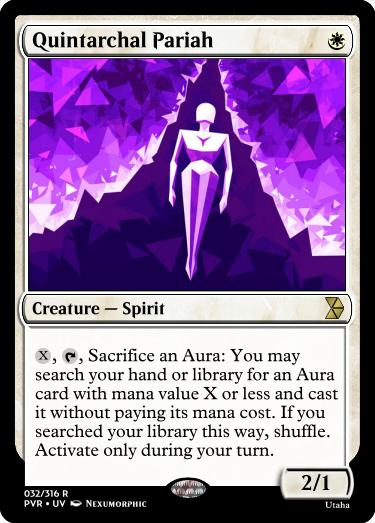 Quintarchal Pariah
Creature — Spirit
X, , Sacrifice an Aura: You may
search your hand or library for an Aura
card with mana value X or less and cast
it without paying its mana cost. If you
searched your library this way, shuffle.
Activate only during your turn.
2/1
032/316 R
PVR • UV Nexumorphic
Utaha